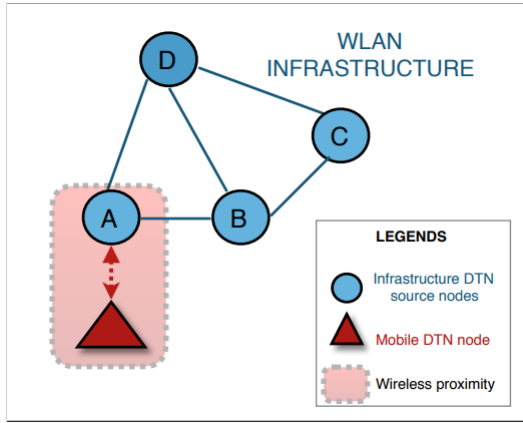 WLAN
INFRASTRUCTURE
D
C
A
B
LEGENDS
Infrastructure DTN
source nodes
Mobile DTN node
Wireless proximity